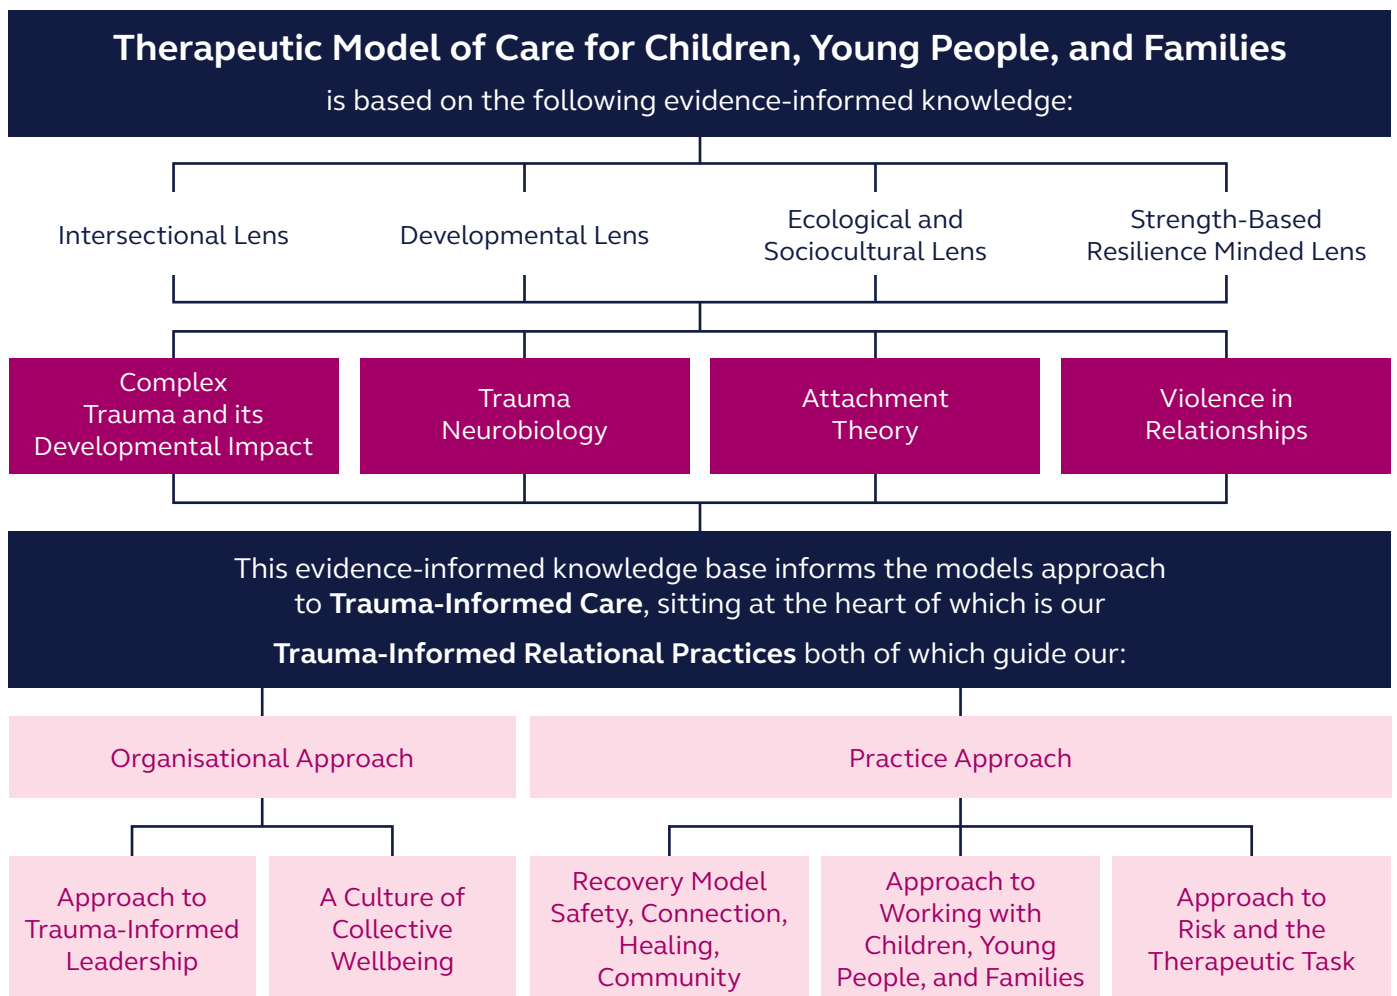 Therapeutic Model of Care for Children, Young People, and Families
is based on the following evidence-informed knowledge:
Intersectional Lens
Developmental Lens
Ecological and
Sociocultural Lens
Strength-Based
Resilience Minded Lens
Complex
Trauma and its
Developmental Impact
Trauma
Neurobiology
Attachment
Theory
Violence in
Relationships
This evidence-informed knowledge base informs the models approach
to Trauma-Informed Care, sitting at the heart of which is our
Trauma-Informed Relational Practices both of which guide our:
Organisational Approach
Practice Approach
Approach to
Trauma-Informed
Leadership
A Culture of
Collective
Wellbeing
Recovery Model
Safety, Connection,
Healing,
Community
Approach to
Working with
Children, Young
People, and Families
Approach to
Risk and the
Therapeutic Task